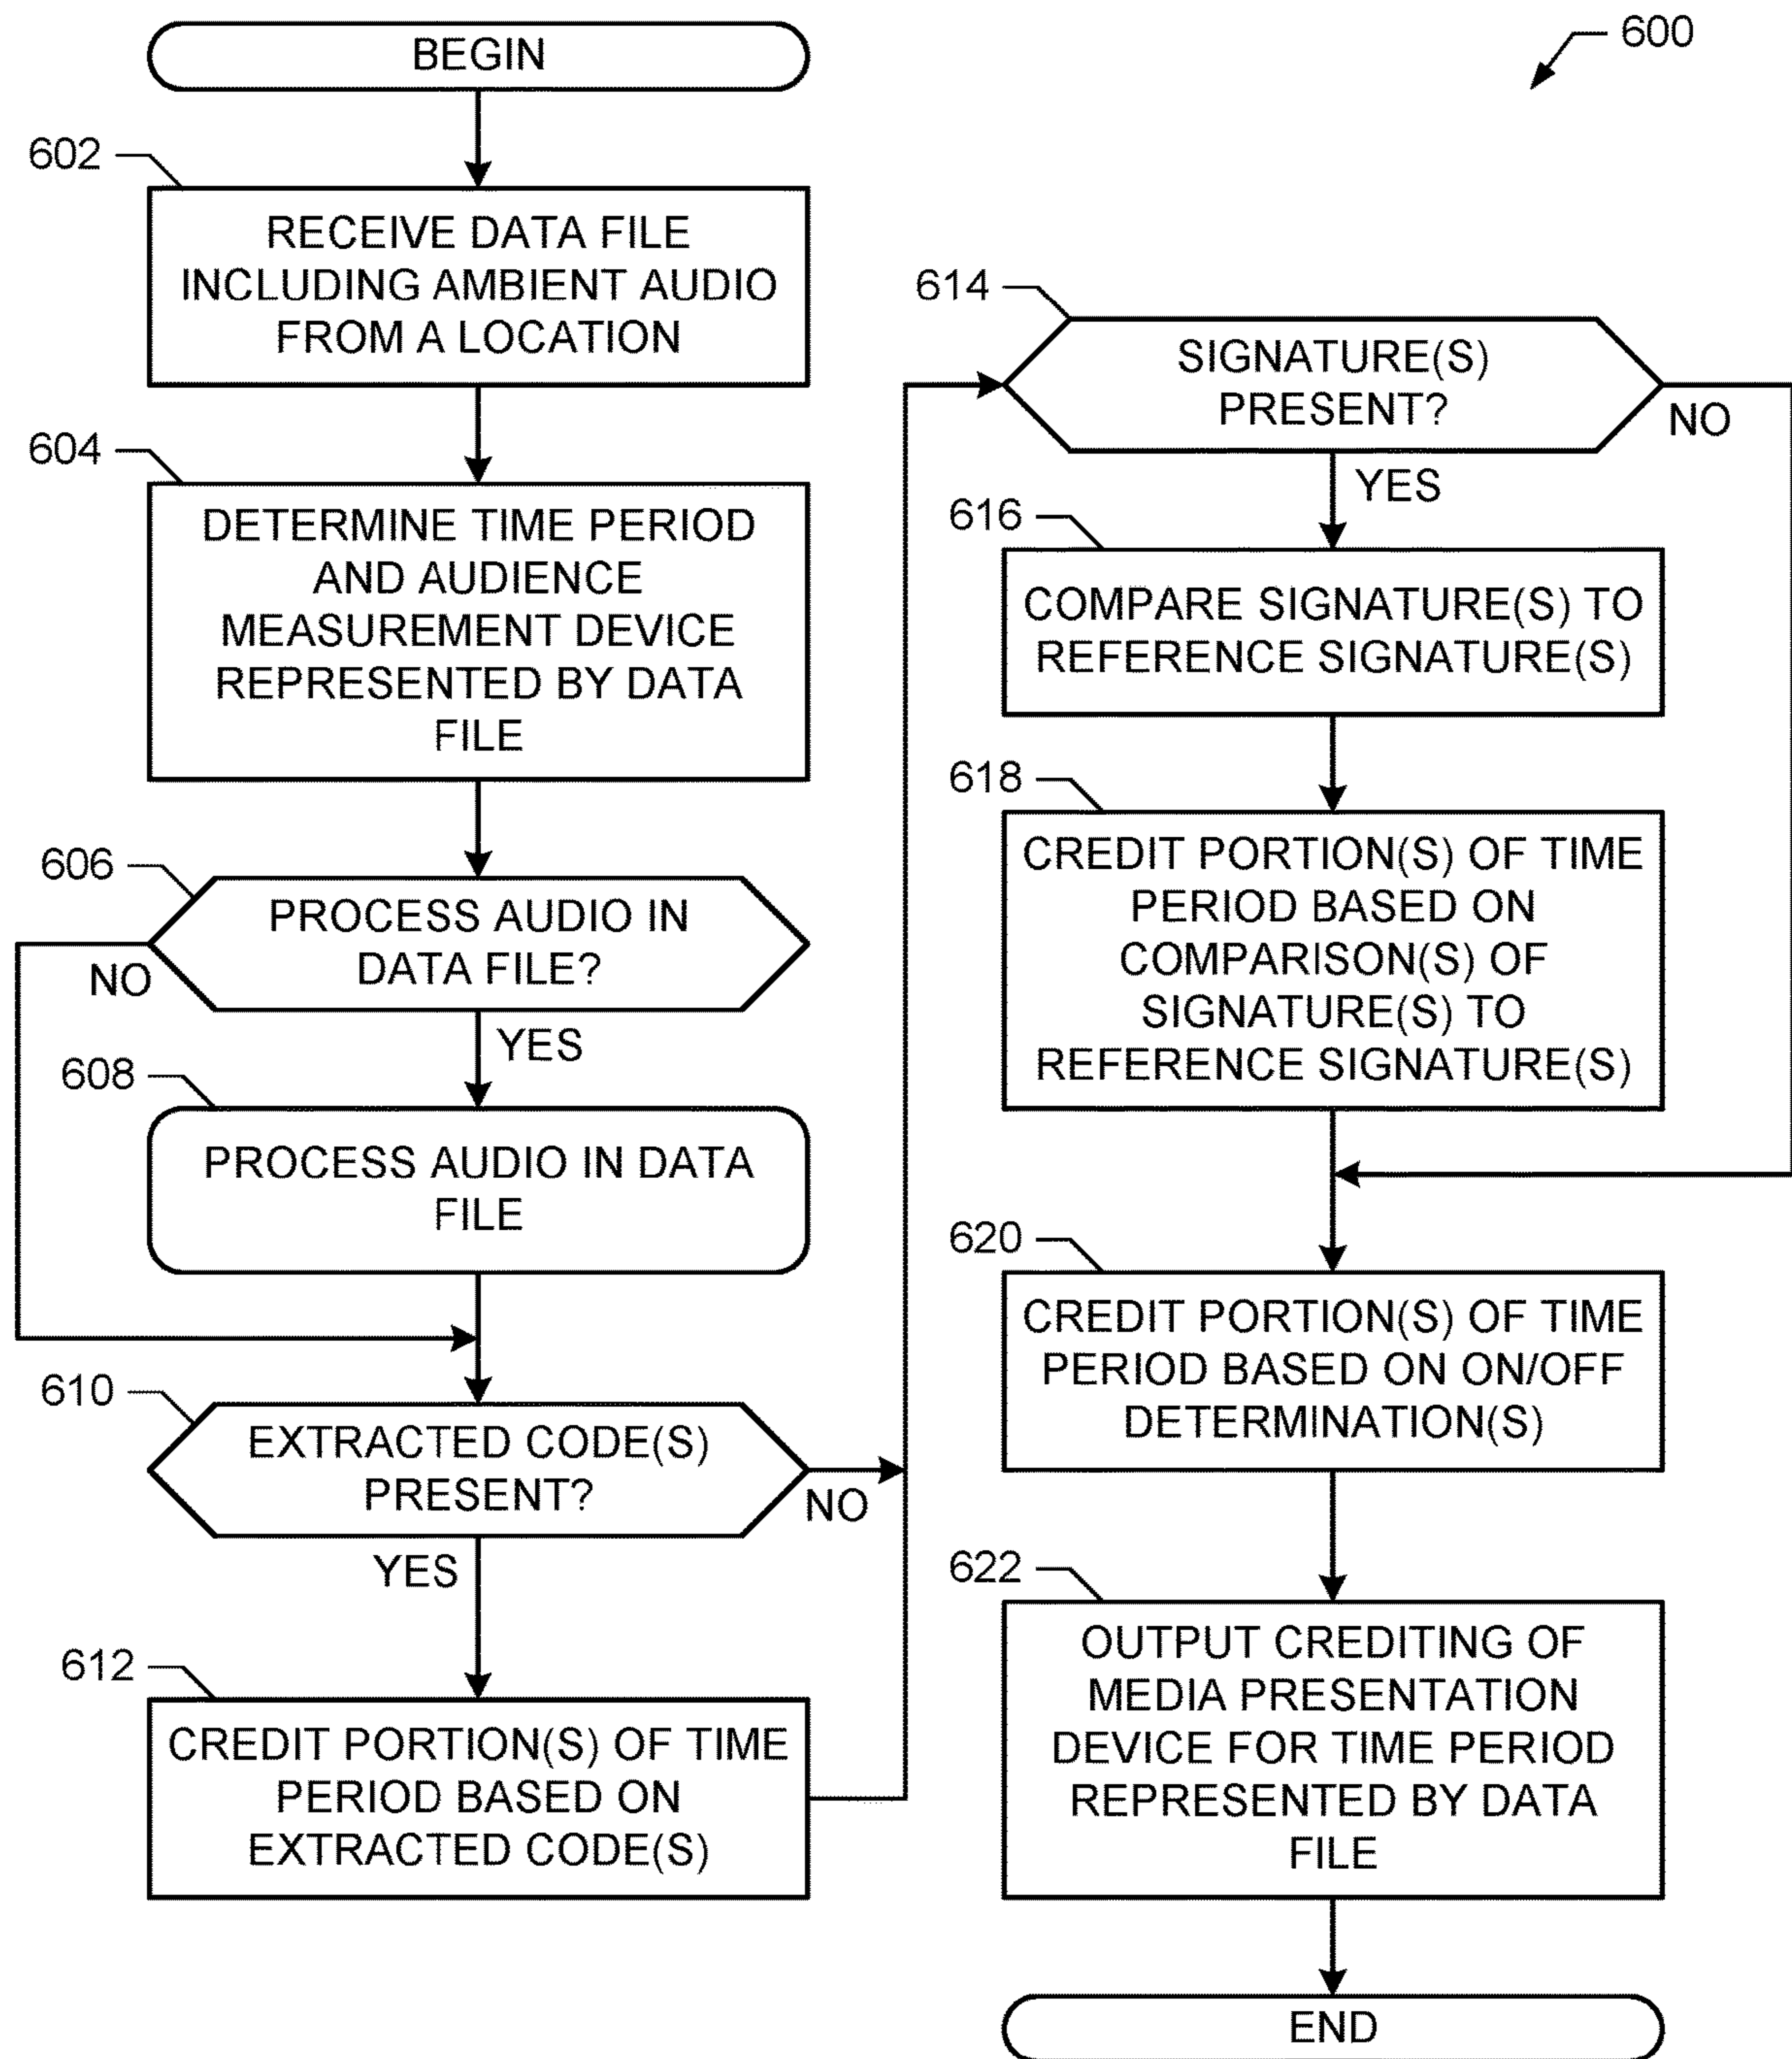 600
BEGIN
602
RECEIVE DATA FILE
INCLUDING AMBIENT AUDIO
FROM A LOCATION
604
DETERMINE TIME PERIOD
AND AUDIENCE
MEASUREMENT DEVICE
REPRESENTED BY DATA
FILE
606
PROCESS AUDIO IN
DATA FILE?
NO
YES
608
PROCESS AUDIO IN DATA
FILE
610
EXTRACTED CODE(S)
PRESENT?
NO
YES
612
CREDIT PORTION(S) OF TIME
PERIOD BASED ON
EXTRACTED CODE(S)
614
SIGNATURE(S)
PRESENT?
NO
YES
616
COMPARE SIGNATURE(S) TO
REFERENCE SIGNATURE(S)
618
CREDIT PORTION(S) OF TIME
PERIOD BASED ON
COMPARISON(S) OF
SIGNATURE(S) TO
REFERENCE SIGNATURE(S)
620
CREDIT PORTION(S) OF TIME
PERIOD BASED ON ON/OFF
DETERMINATION(S)
622
OUTPUT CREDITING OF
MEDIA PRESENTATION
DEVICE FOR TIME PERIOD
REPRESENTED BY DATA
FILE
END